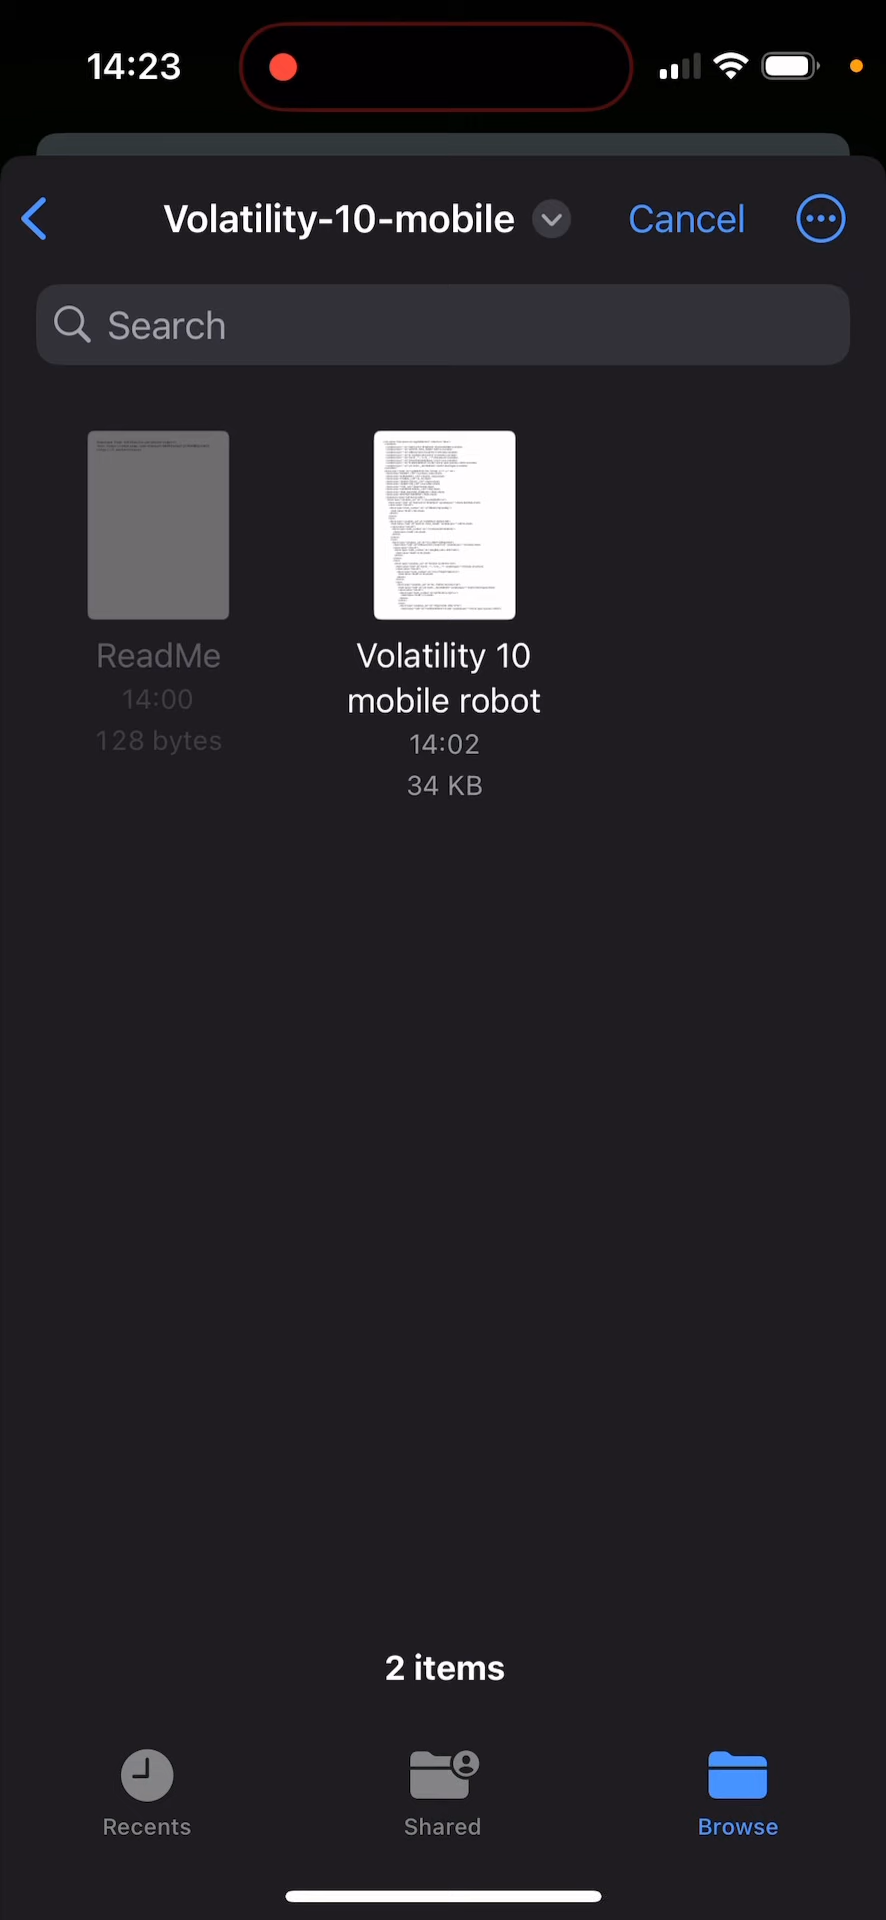 14:23
Volatility-10-mobile
Cancel
Search
ReadMe
14:00
128 bytes
Volatility 10
mobile robot
14:02
34 KB
2 items
Recents
Shared
Browse